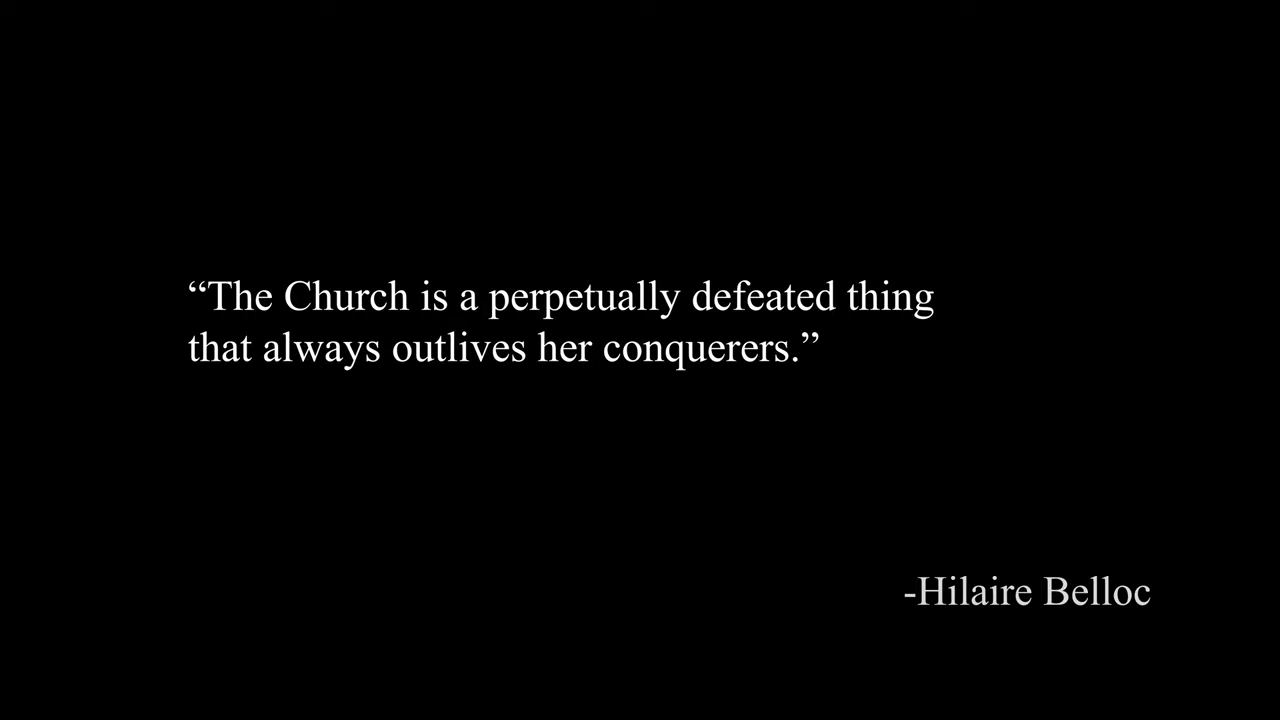 “The Church is a perpetually defeated thing
that always outlives her conquerers.”
-Hilaire Belloc